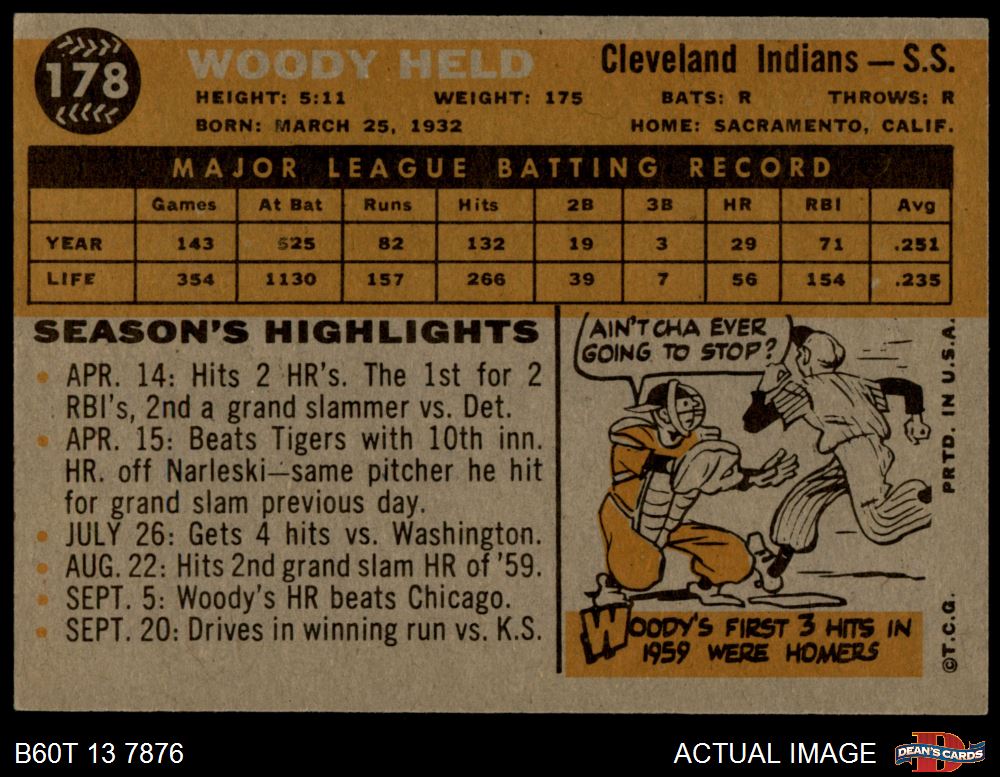 178
WOODY HELD
Cleveland Indians — S.S.
HEIGHT: 5:11 WEIGHT: 175 BATS: R THROWS: R
BORN: MARCH 25, 1932 HOME: SACRAMENTO, CALIF.
MAJOR LEAGUE BATTING RECORD
Games At Bat Runs Hits 2B 3B HR RBI Avg
YEAR 143 525 82 132 19 3 29 71 .251
LIFE 354 1130 157 266 39 7 56 154 .235
SEASON'S HIGHLIGHTS
• APR. 14: Hits 2 HR's. The 1st for 2
RBI's, 2nd a grand slammer vs. Det.
• APR. 15: Beats Tigers with 10th inn.
HR. off Narleski—same pitcher he hit
for grand slam previous day.
• JULY 26: Gets 4 hits vs. Washington.
• AUG. 22: Hits 2nd grand slam HR of '59.
• SEPT. 5: Woody's HR beats Chicago.
• SEPT. 20: Drives in winning run vs. K.S.
AIN'TCHA EVER
GOING TO STOP?
WOODY'S FIRST 3 HITS IN
1959 WERE HOMERS
©T.C.G. PRTD. IN U.S.A.
B60T 13 7876
ACTUAL IMAGE
DEAN'S CARDS